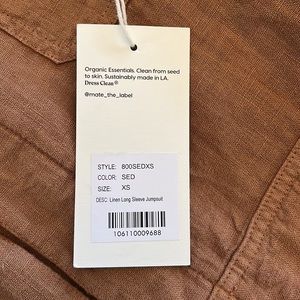 Organic Essentials. Clean from seed
to skin. Sustainably made in LA.
Dress Clean®
@mate_the_label
STYLE: 800SEDXS
COLOR: SED
SIZE: XS
DESC: Linen Long Sleeve Jumpsuit
106110009688